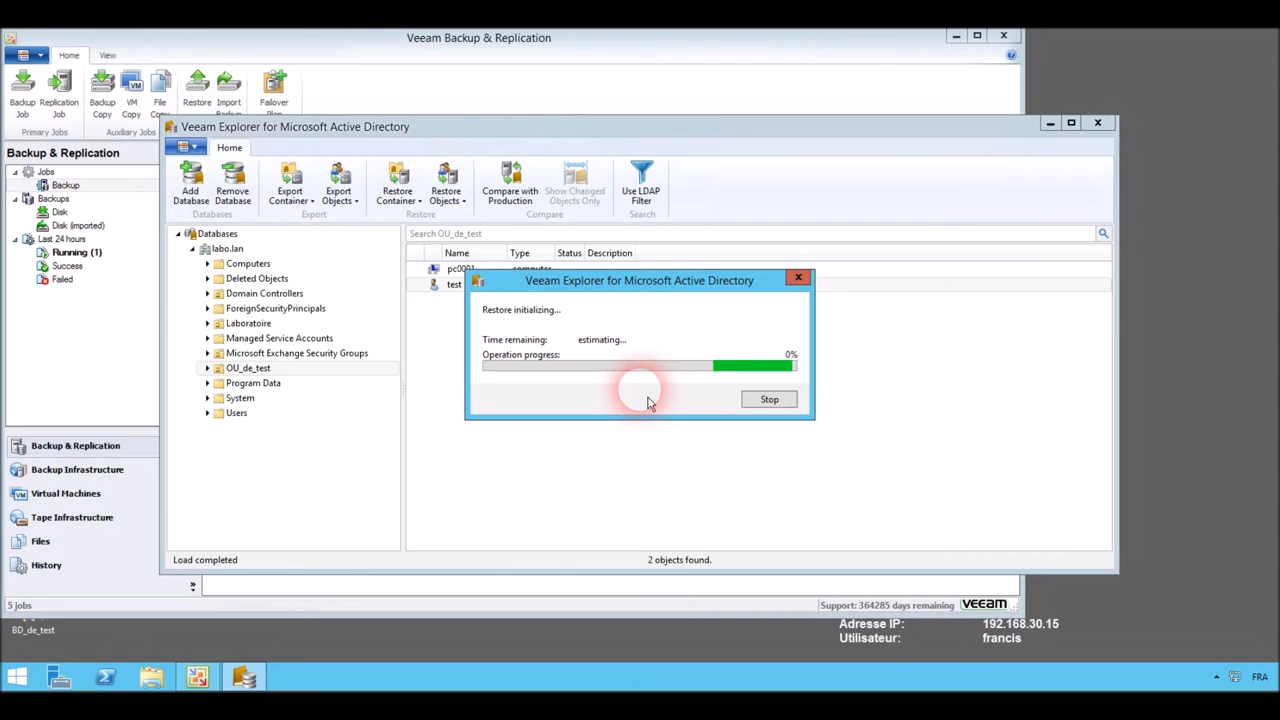 Veeam Backup & Replication
Home View
Backup Job
Replication Job
Backup Copy
VM Copy
File Copy
Restore
Import
Failover
Primary Jobs
Auxiliary Jobs
Backup & Replication
Jobs
Backup
Backups
Disk
Disk (imported)
Last 24 hours
Running (1)
Success
Failed
Backup & Replication
Backup Infrastructure
Virtual Machines
Tape Infrastructure
Files
History
5 jobs
Support: 364285 days remaining
VEEAM
Veeam Explorer for Microsoft Active Directory
Home
Add Database
Remove Database
Export Container
Export Objects
Restore Container
Restore Objects
Compare with Production
Show Changed Objects Only
Use LDAP Filter
Databases
Export
Restore
Compare
Search
Databases
labo.lan
Computers
Deleted Objects
Domain Controllers
ForeignSecurityPrincipals
Laboratoire
Managed Service Accounts
Microsoft Exchange Security Groups
OU_de_test
Program Data
System
Users
Search OU_de_test
Name Type Status Description
pc0001 computer
test
Load completed
2 objects found.
Veeam Explorer for Microsoft Active Directory
Restore initializing...
Time remaining: estimating...
Operation progress: 0%
Stop
BD_de_test
Adresse IP: 192.168.30.15
Utilisateur: francis
FRA